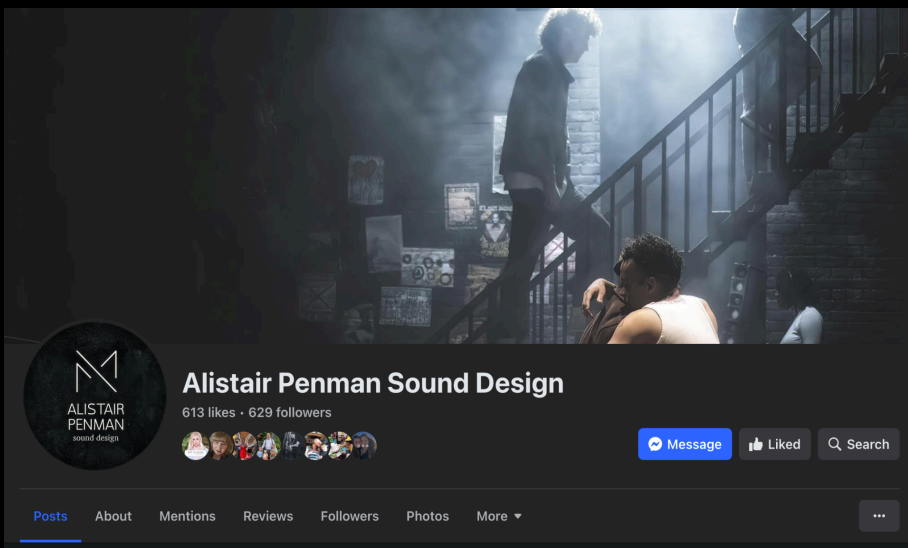 ALISTAIR
PENMAN
sound design
Alistair Penman Sound Design
613 likes • 629 followers
Message
Liked
Search
Posts
About
Mentions
Reviews
Followers
Photos
More